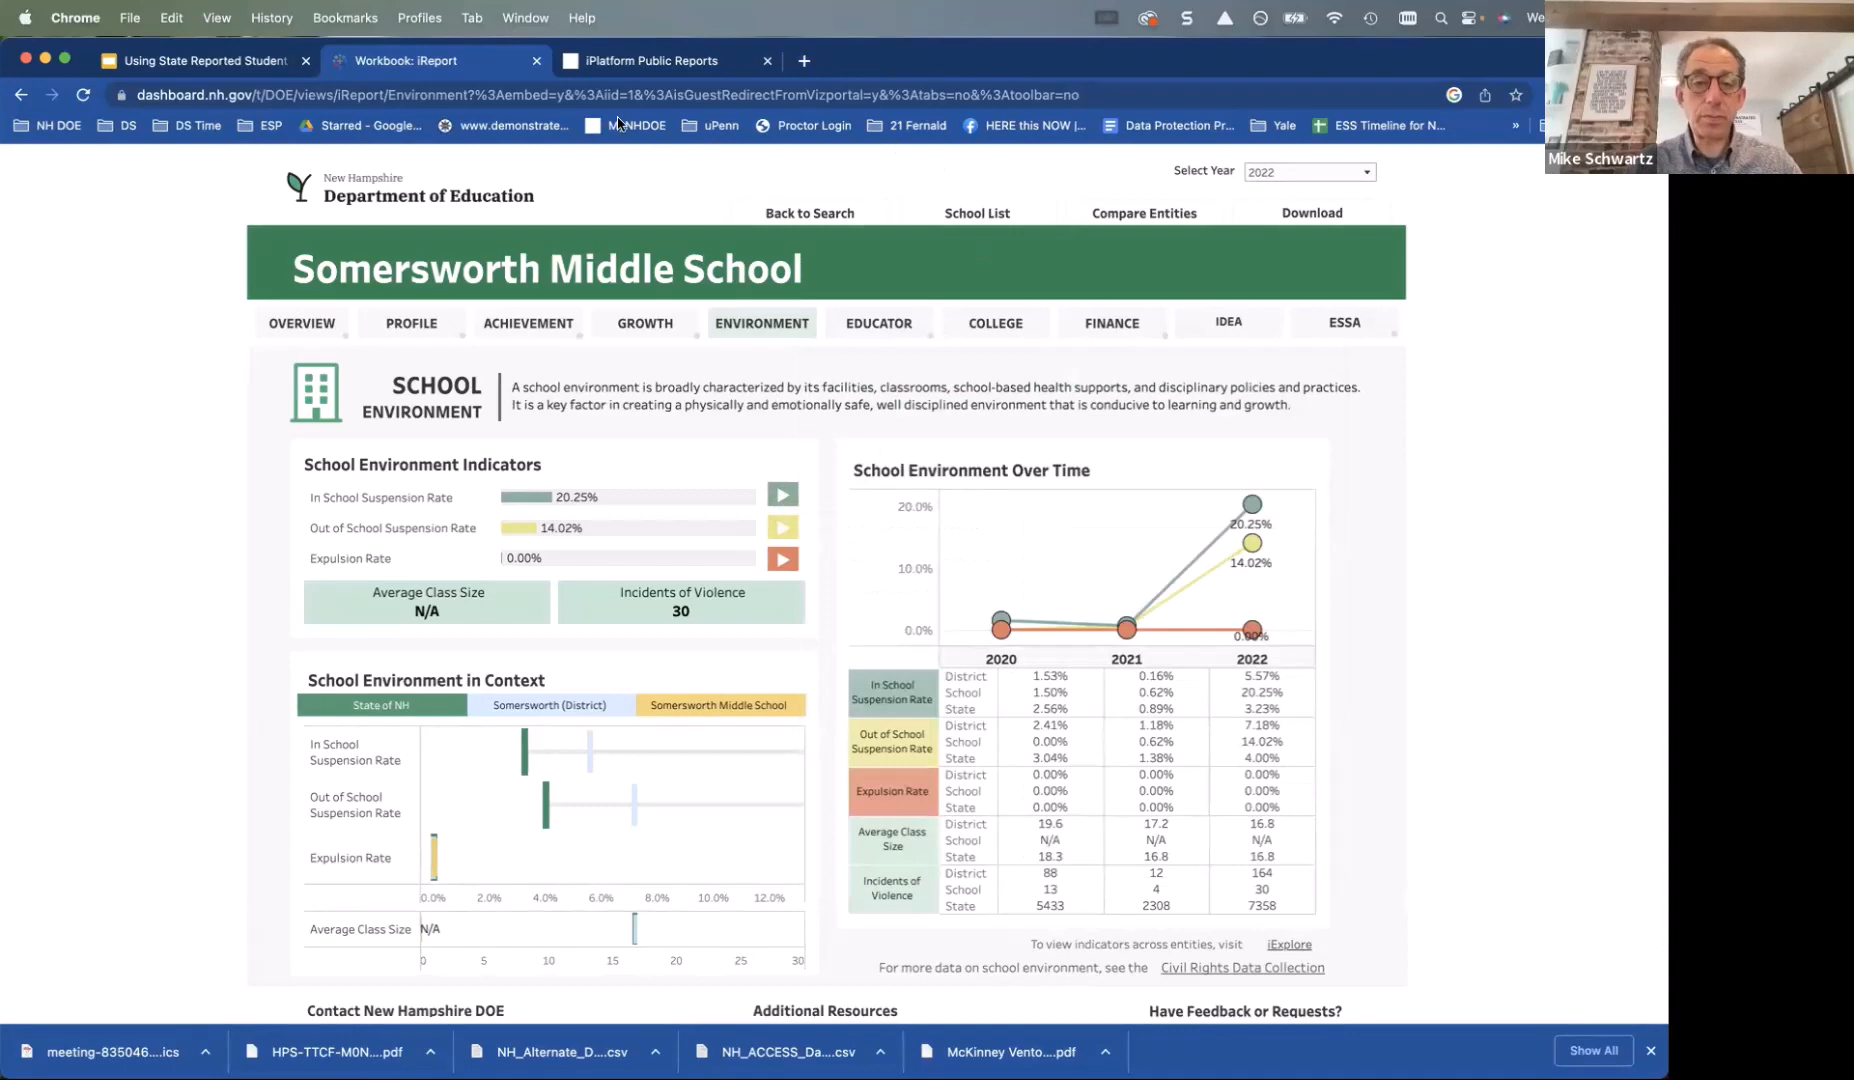 Chrome File Edit View History Bookmarks Profiles Tab Window Help We
Using State Reported Student Workbook: iReport iPlatform Public Reports
dashboard.nh.gov/t/DOE/views/iReport/Environment?%3Aembed=y&%3Aiid=1&%3AisGuestRedirectFromVizportal=y&%3Atabs=no&%3Atoolbar=no
NH DOE DS DS Time ESP Starred - Google... www.demonstrate... uPenn Proctor Login 21 Fernald HERE this NOW |... Data Protection Pr... Yale ESS Timeline for N... »
Mike Schwartz
New Hampshire
Department of Education
Select Year 2022
Back to Search School List Compare Entities Download
Somersworth Middle School
OVERVIEW PROFILE ACHIEVEMENT GROWTH ENVIRONMENT EDUCATOR COLLEGE FINANCE IDEA ESSA
SCHOOL
ENVIRONMENT
A school environment is broadly characterized by its facilities, classrooms, school-based health supports, and disciplinary policies and practices.
It is a key factor in creating a physically and emotionally safe, well disciplined environment that is conducive to learning and growth.
School Environment Indicators
In School Suspension Rate 20.25%
Out of School Suspension Rate 14.02%
Expulsion Rate 0.00%
Average Class Size
N/A
Incidents of Violence
30
School Environment in Context
State of NH Somersworth (District) Somersworth Middle School
In School
Suspension Rate
Out of School
Suspension Rate
Expulsion Rate
0.0% 2.0% 4.0% 6.0% 8.0% 10.0% 12.0%
Average Class Size N/A
0 5 10 15 20 25 30
School Environment Over Time
20.0%
20.25%
14.02%
10.0%
0.0%
0.00%
2020 2021 2022
In School
Suspension Rate
District 1.53% 0.16% 5.57%
School 1.50% 0.62% 20.25%
State 2.56% 0.89% 3.23%
Out of School
Suspension Rate
District 2.41% 1.18% 7.18%
School 0.00% 0.62% 14.02%
State 3.04% 1.38% 4.00%
Expulsion Rate
District 0.00% 0.00% 0.00%
School 0.00% 0.00% 0.00%
State 0.00% 0.00% 0.00%
Average Class
Size
District 19.6 17.2 16.8
School N/A N/A N/A
State 18.3 16.8 16.8
Incidents of
Violence
District 88 12 164
School 13 4 30
State 5433 2308 7358
To view indicators across entities, visit iExplore
For more data on school environment, see the Civil Rights Data Collection
Contact New Hampshire DOE Additional Resources Have Feedback or Requests?
meeting-835046....ics HPS-TTCF-M0N....pdf NH_Alternate_D....csv NH_ACCESS_Da....csv McKinney Vento....pdf Show All